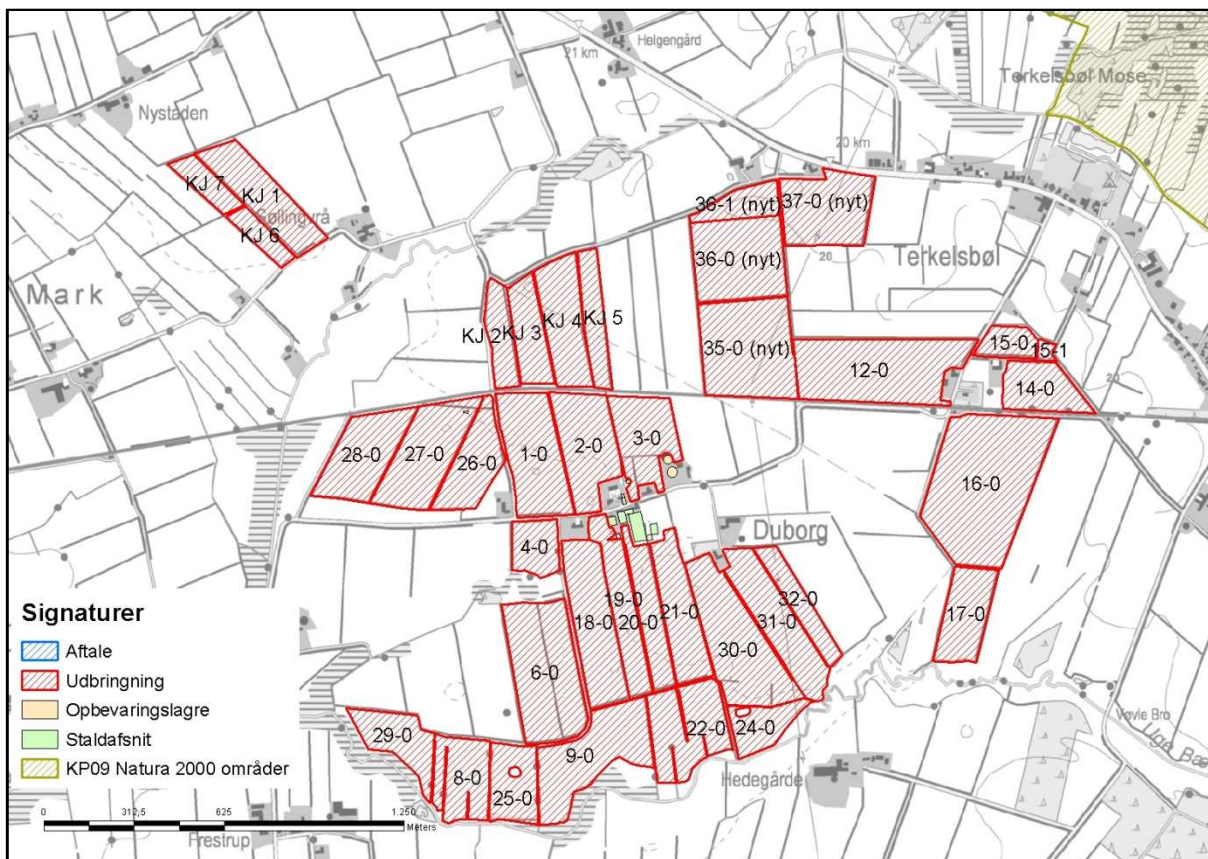 Helgengård
21 km
Terkelsbøl Mose
Nystaden
20 km
KJ 7
KJ 1
Søllingvrå
KJ 6
36-1 (nyt)
37-0 (nyt)
36-0 (nyt)
20
Terkelsbøl
Mark
KJ 2
KJ 3
KJ 4
KJ 5
35-0 (nyt)
12-0
15-0
15-1
14-0
20
28-0
27-0
26-0
1-0
2-0
3-0
16-0
4-0
Duborg
18-0
19-0
20-0
21-0
32-0
31-0
30-0
17-0
6-0
Signaturer
Aftale
Udbringning
Opbevaringslagre
Staldafsnit
KP09 Natura 2000 områder
29-0
8-0
25-0
9-0
22-0
24-0
Hedegårde
Vøvle Bro
Uge Bæ
0 312,5 625 1.250
Meters
Frestrup